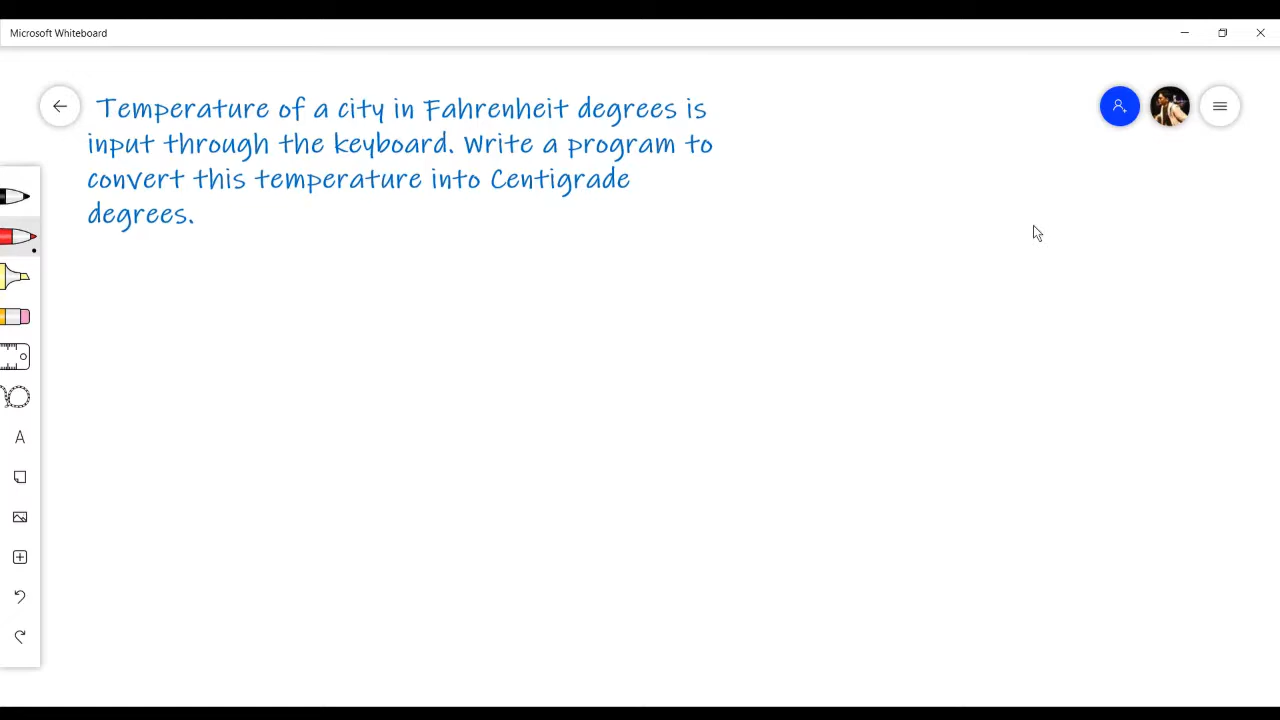 Microsoft Whiteboard
Temperature of a city in Fahrenheit degrees is
input through the keyboard. Write a program to
convert this temperature into Centigrade
degrees.
A